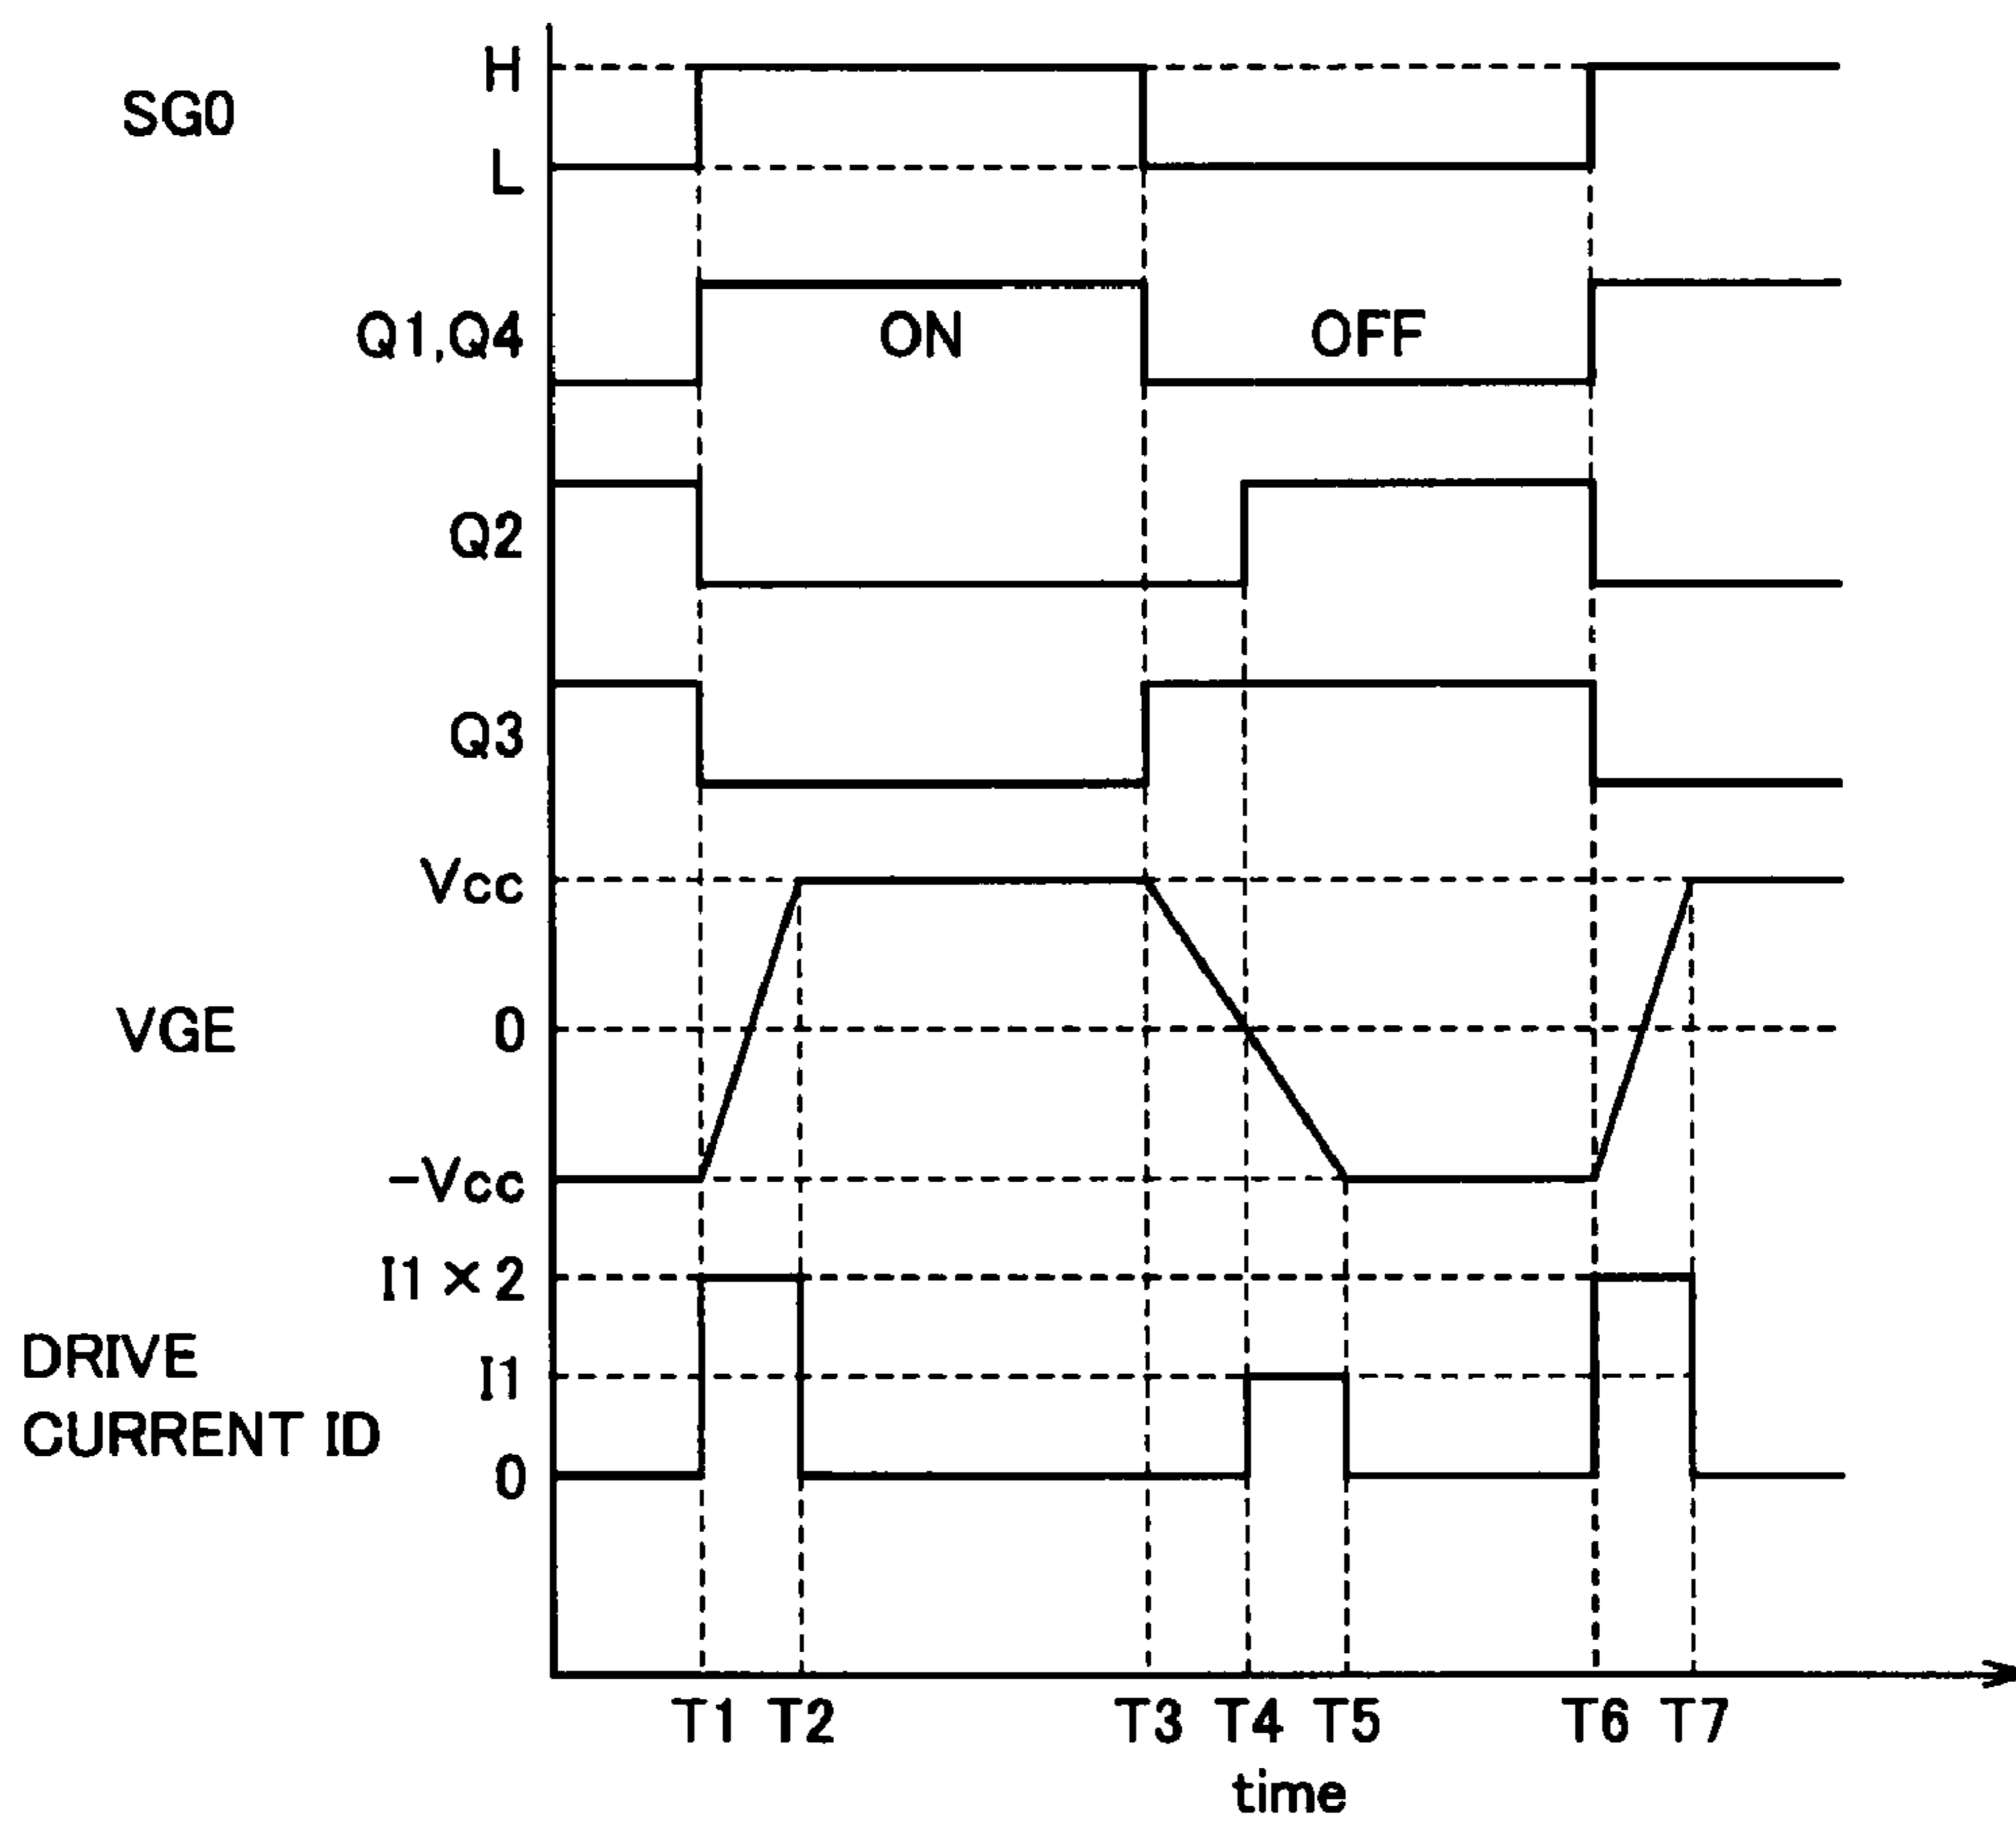 H
SG0
L
Q1,Q4
ON
OFF
Q2
Q3
Vcc
VGE
0
-Vcc
I1 × 2
DRIVE
CURRENT ID
I1
0
T1 T2 T3 T4 T5 T6 T7
time